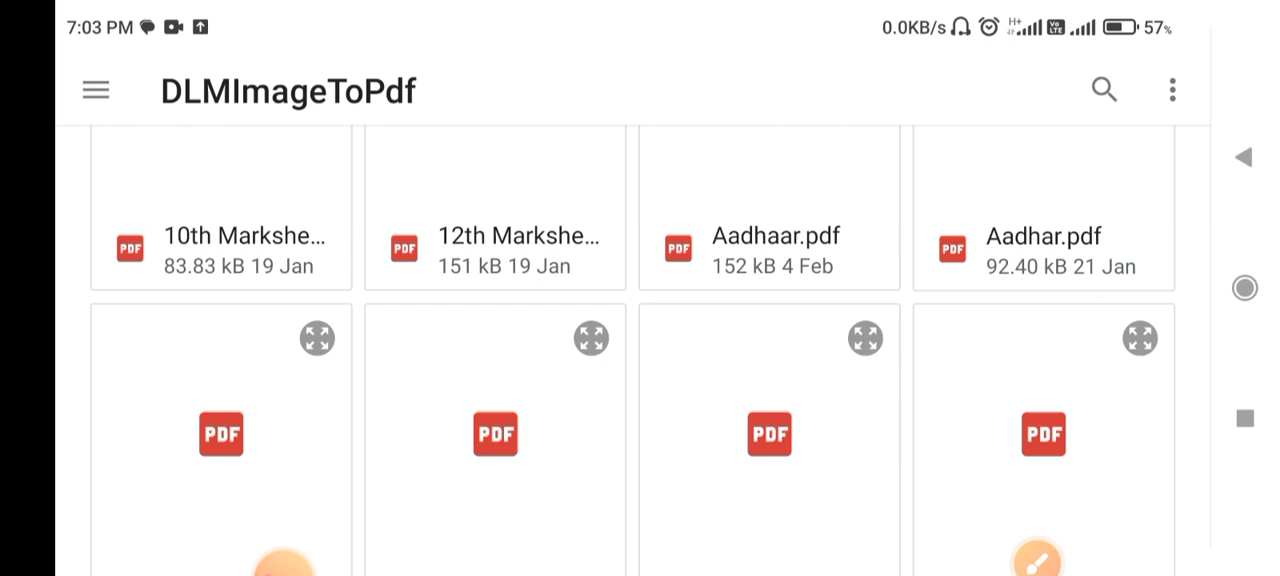 7:03 PM 0.0KB/s H+ Vo LTE 57%
DLMImageToPdf
PDF 10th Markshe... PDF 12th Markshe... PDF Aadhaar.pdf PDF Aadhar.pdf
83.83 kB 19 Jan 151 kB 19 Jan 152 kB 4 Feb 92.40 kB 21 Jan
PDF PDF PDF PDF